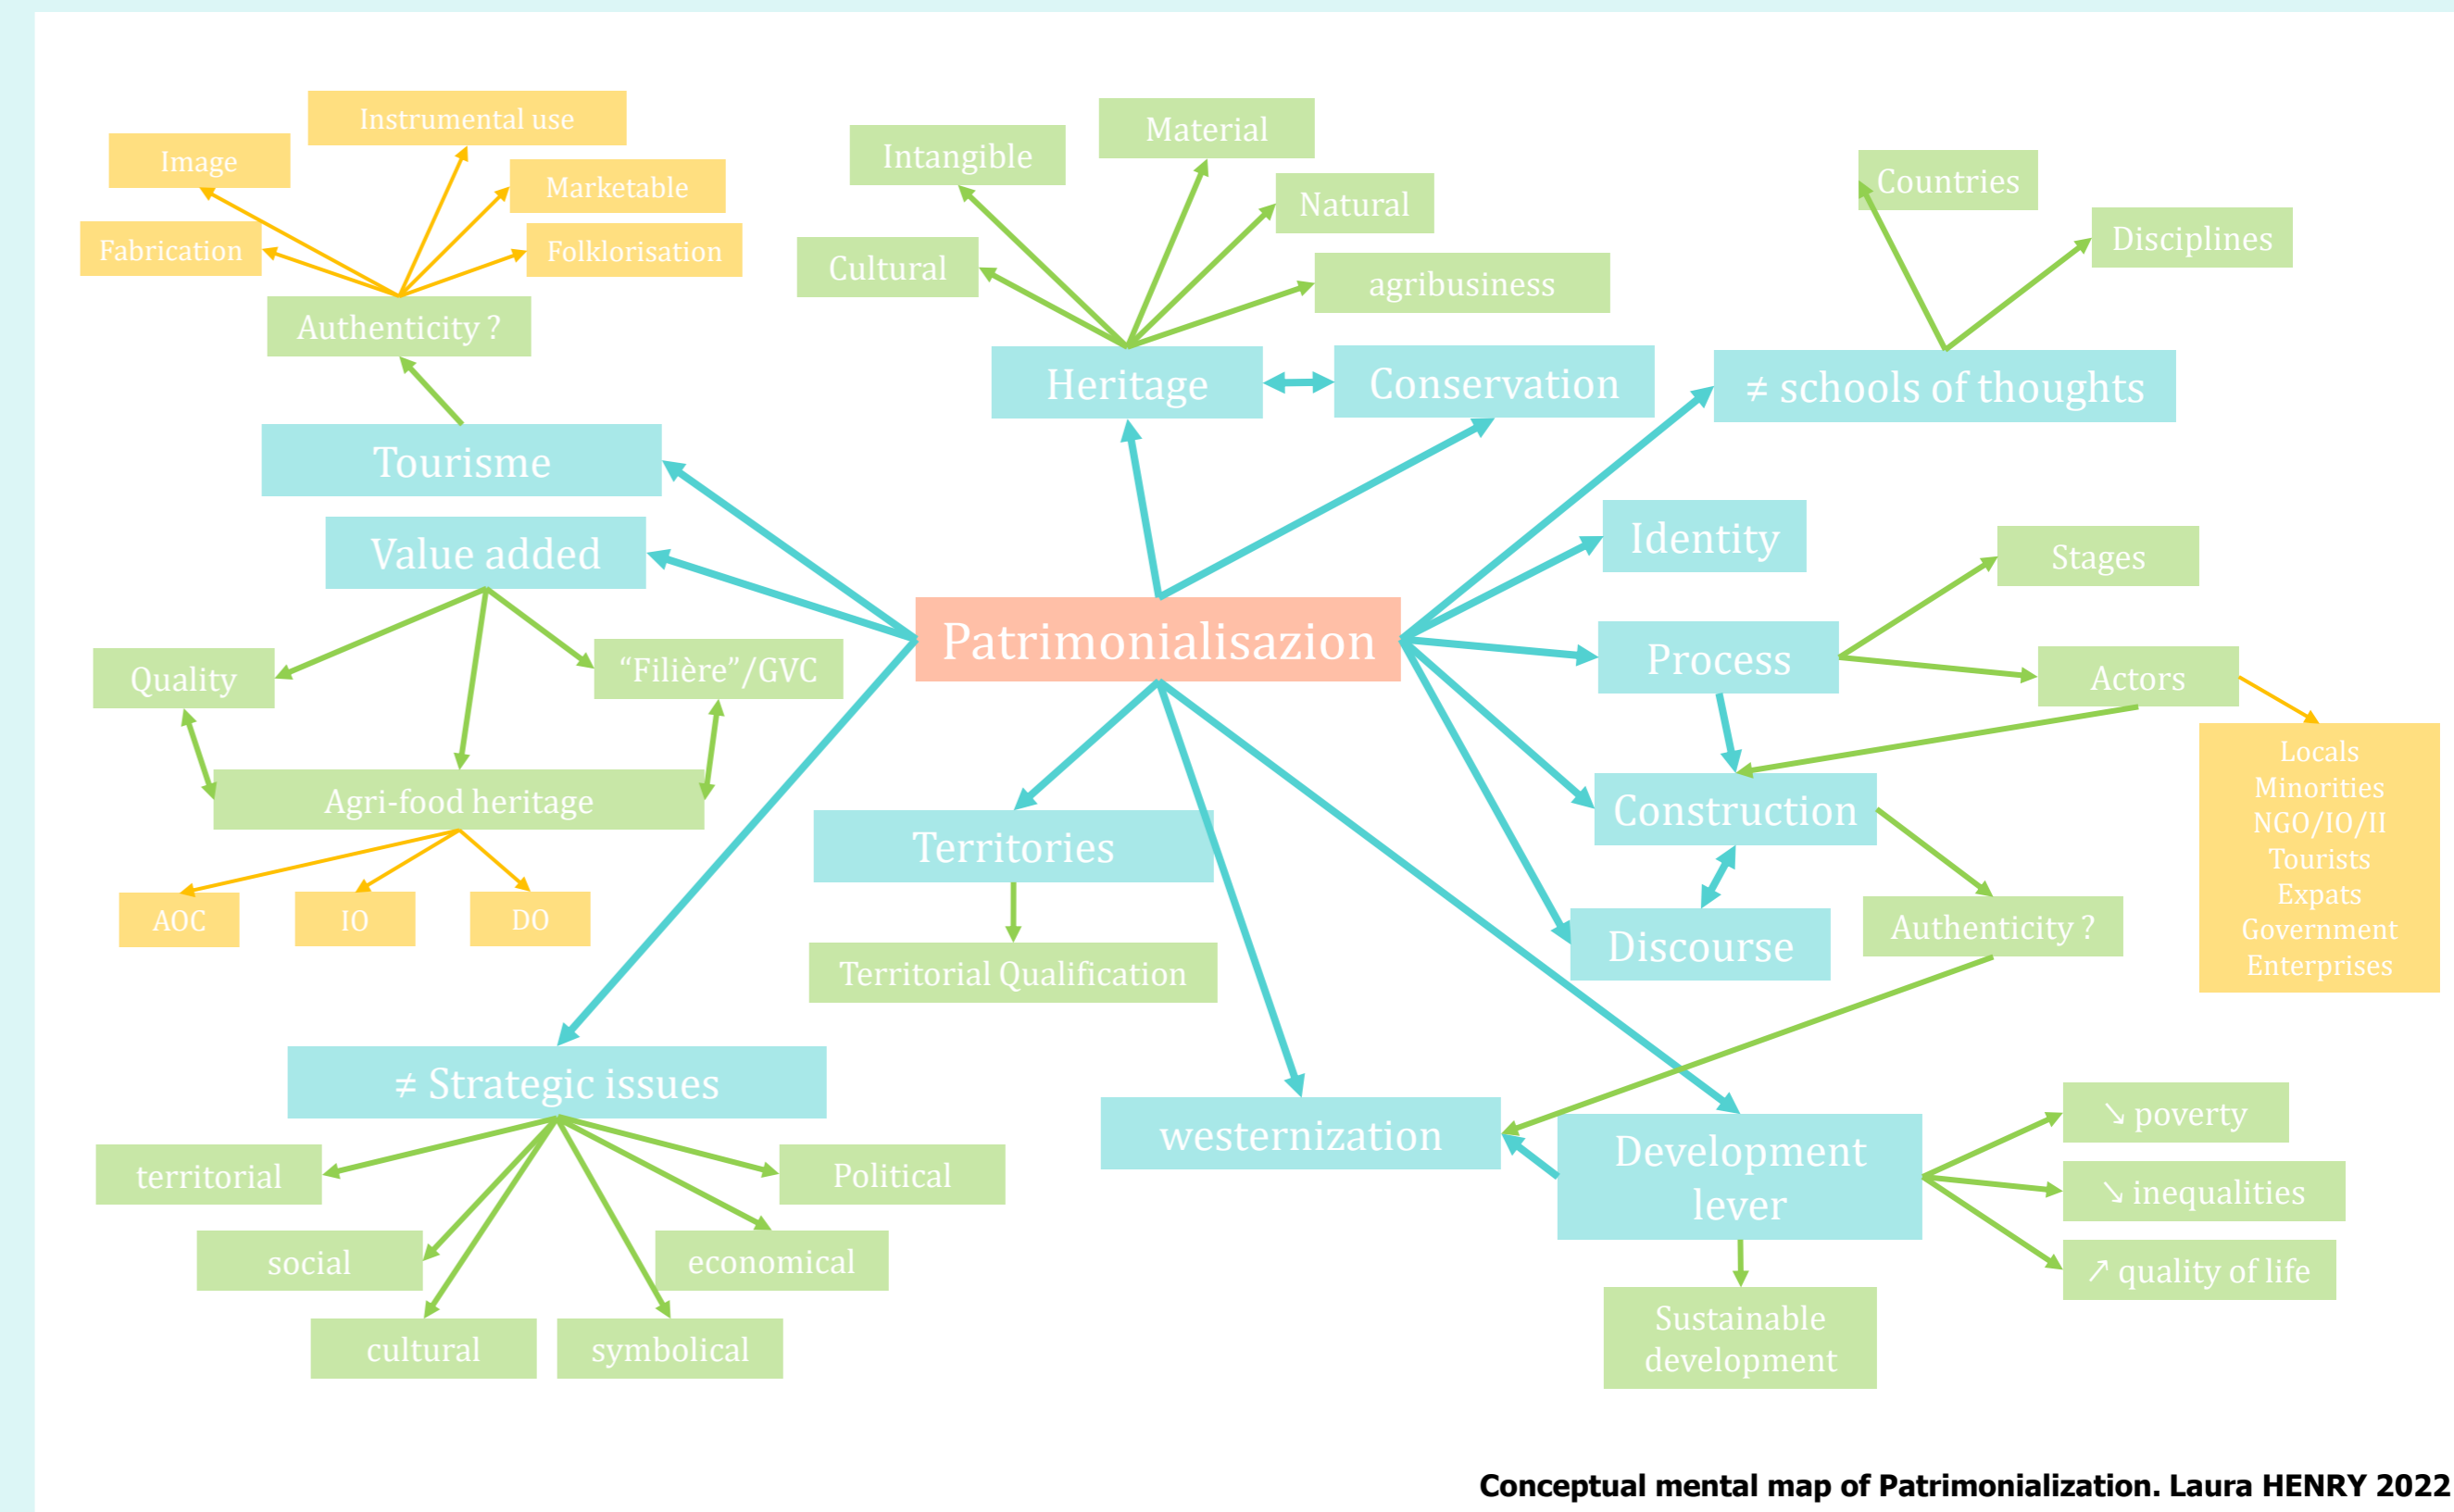 Instrumental use
Image
Marketable
Fabrication
Folklorisation
Authenticity ?
Tourisme
Value added
Quality
“Filière”/GVC
Agri-food heritage
AOC
IO
DO
Material
Intangible
Natural
Cultural
agribusiness
Heritage
Conservation
Countries
Disciplines
≠ schools of thoughts
Identity
Patrimonialisazion
Process
Stages
Actors
Locals
Minorities
NGO/IO/II
Tourists
Expats
Government
Enterprises
Construction
Discourse
Authenticity ?
Territories
Territorial Qualification
≠ Strategic issues
territorial
Political
social
economical
cultural
symbolical
westernization
Development
lever
↘ poverty
↘ inequalities
↗ quality of life
Sustainable
development
Conceptual mental map of Patrimonialization. Laura HENRY 2022